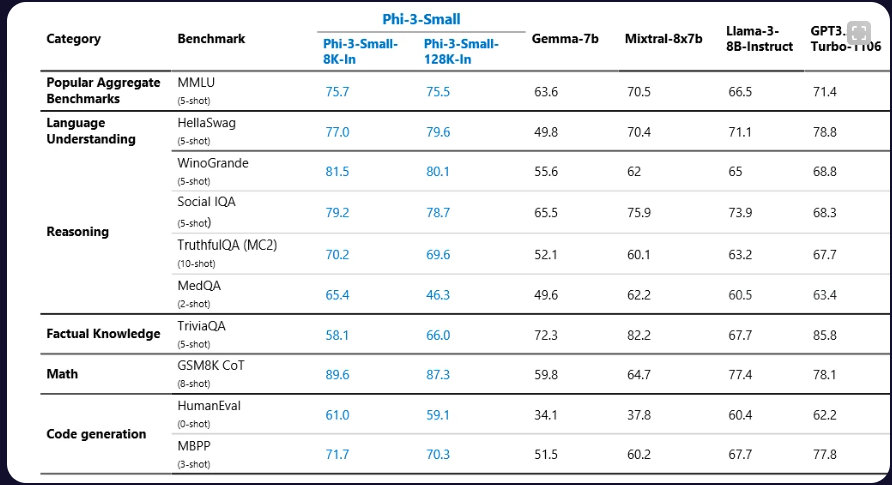 Phi-3-Small
Category Benchmark Phi-3-Small-8K-In Phi-3-Small-128K-In Gemma-7b Mixtral-8x7b Llama-3-8B-Instruct GPT3. Turbo-1106
Popular Aggregate Benchmarks MMLU (5-shot) 75.7 75.5 63.6 70.5 66.5 71.4
Language Understanding HellaSwag (5-shot) 77.0 79.6 49.8 70.4 71.1 78.8
Reasoning WinoGrande (5-shot) 81.5 80.1 55.6 62 65 68.8
Social IQA (5-shot) 79.2 78.7 65.5 75.9 73.9 68.3
TruthfulQA (MC2) (10-shot) 70.2 69.6 52.1 60.1 63.2 67.7
MedQA (2-shot) 65.4 46.3 49.6 62.2 60.5 63.4
Factual Knowledge TriviaQA (5-shot) 58.1 66.0 72.3 82.2 67.7 85.8
Math GSM8K CoT (8-shot) 89.6 87.3 59.8 64.7 77.4 78.1
Code generation HumanEval (0-shot) 61.0 59.1 34.1 37.8 60.4 62.2
MBPP (3-shot) 71.7 70.3 51.5 60.2 67.7 77.8